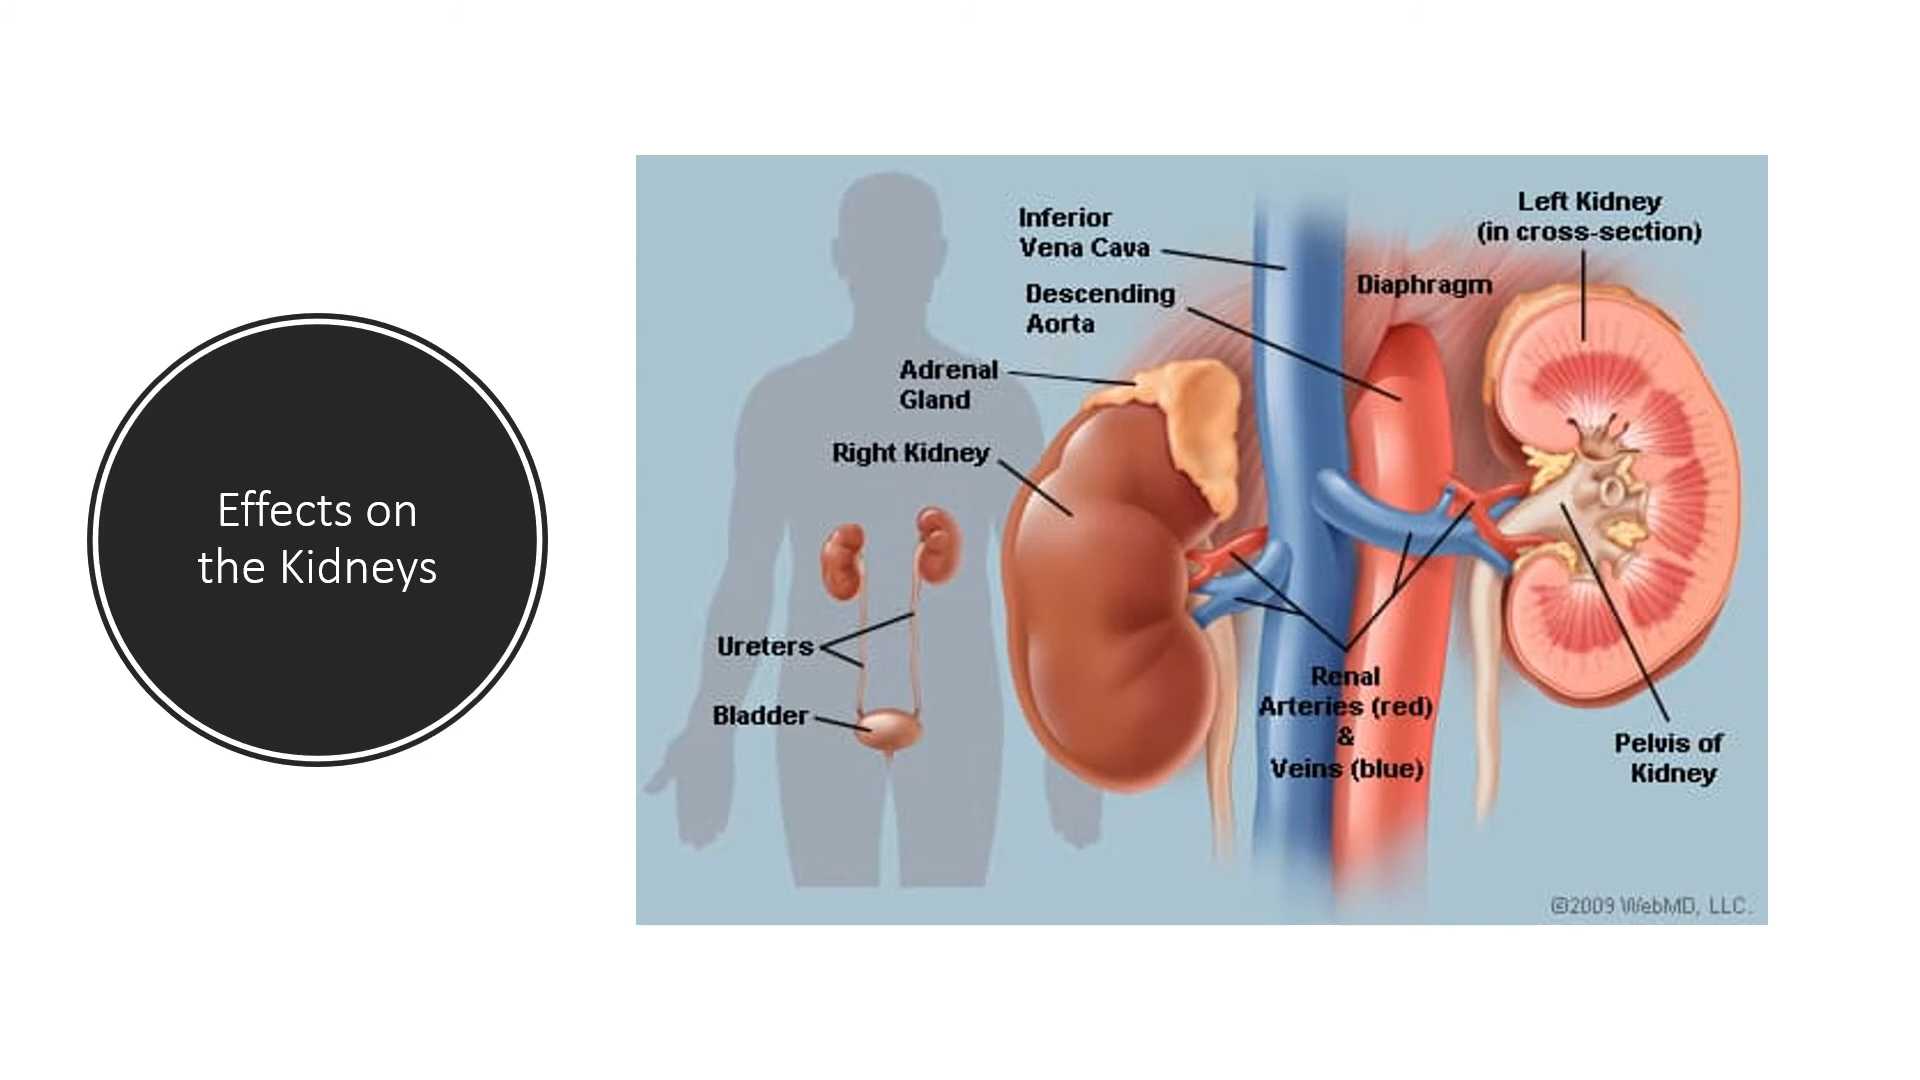 Effects on
the Kidneys
Inferior
Vena Cava
Descending
Aorta
Adrenal
Gland
Right Kidney
Ureters
Bladder
Diaphragm
Left Kidney
(in cross-section)
Renal
Arteries (red)
&
Veins (blue)
Pelvis of
Kidney
©2009 WebMD, LLC.